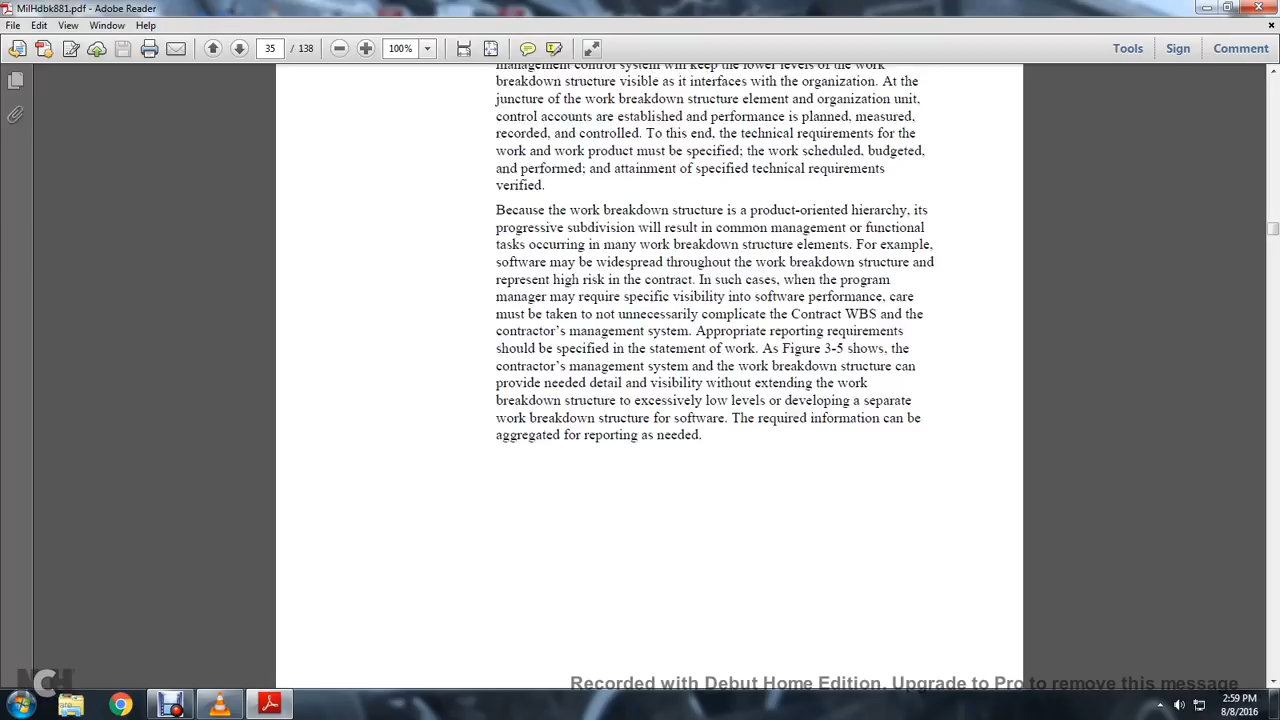 MilHdbk881.pdf - Adobe Reader
File Edit View Window Help
35 / 138 100% Tools Sign Comment
management control system will keep the lower levels of the work
breakdown structure visible as it interfaces with the organization. At the
juncture of the work breakdown structure element and organization unit,
control accounts are established and performance is planned, measured,
recorded, and controlled. To this end, the technical requirements for the
work and work product must be specified; the work scheduled, budgeted,
and performed; and attainment of specified technical requirements
verified.
Because the work breakdown structure is a product-oriented hierarchy, its
progressive subdivision will result in common management or functional
tasks occurring in many work breakdown structure elements. For example,
software may be widespread throughout the work breakdown structure and
represent high risk in the contract. In such cases, when the program
manager may require specific visibility into software performance, care
must be taken to not unnecessarily complicate the Contract WBS and the
contractor's management system. Appropriate reporting requirements
should be specified in the statement of work. As Figure 3-5 shows, the
contractor's management system and the work breakdown structure can
provide needed detail and visibility without extending the work
breakdown structure to excessively low levels or developing a separate
work breakdown structure for software. The required information can be
aggregated for reporting as needed.
Recorded with Debut Home Edition. Upgrade to Pro to remove this message
NCH
2:59 PM
8/8/2016